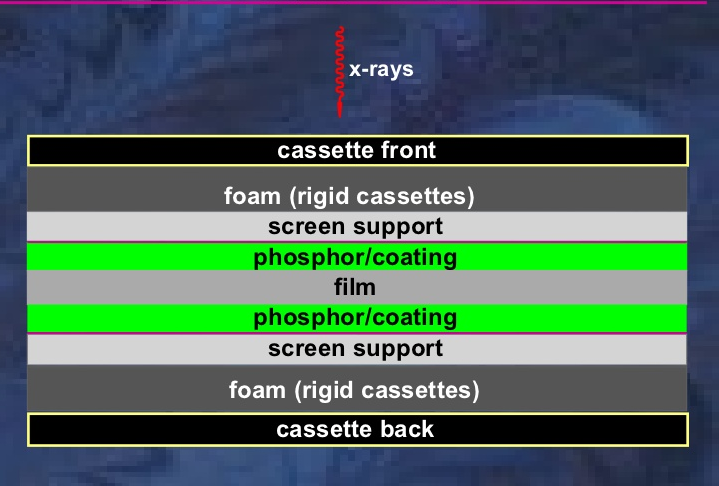 x-rays
cassette front
foam (rigid cassettes)
screen support
phosphor/coating
film
phosphor/coating
screen support
foam (rigid cassettes)
cassette back